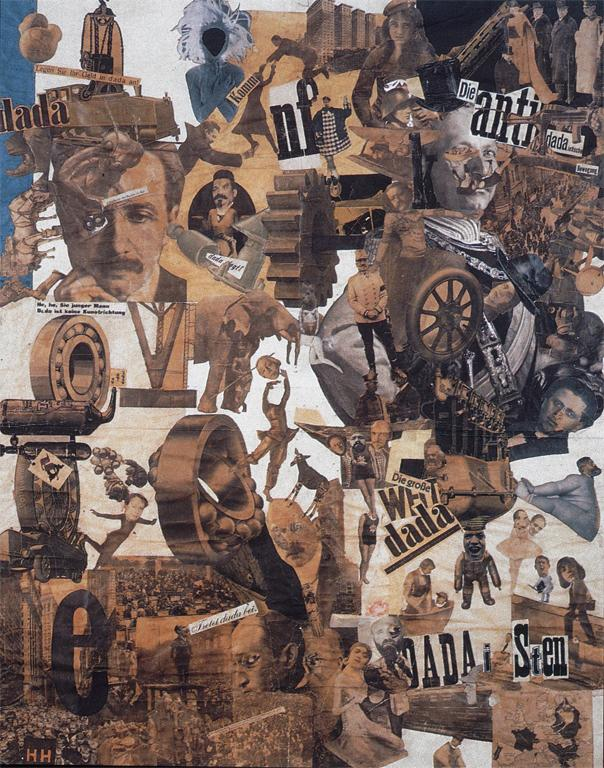 Legen Sie Ihr Geld in dada an!
dada
Komm
nf
Die
anti
dada
bewegung
dada siegt!
He, he, Sie junger Mann
Dada ist keine Kunstrichtung
Die große
WELT
dada
e
Tretet dada bei.
DADAisten
HH